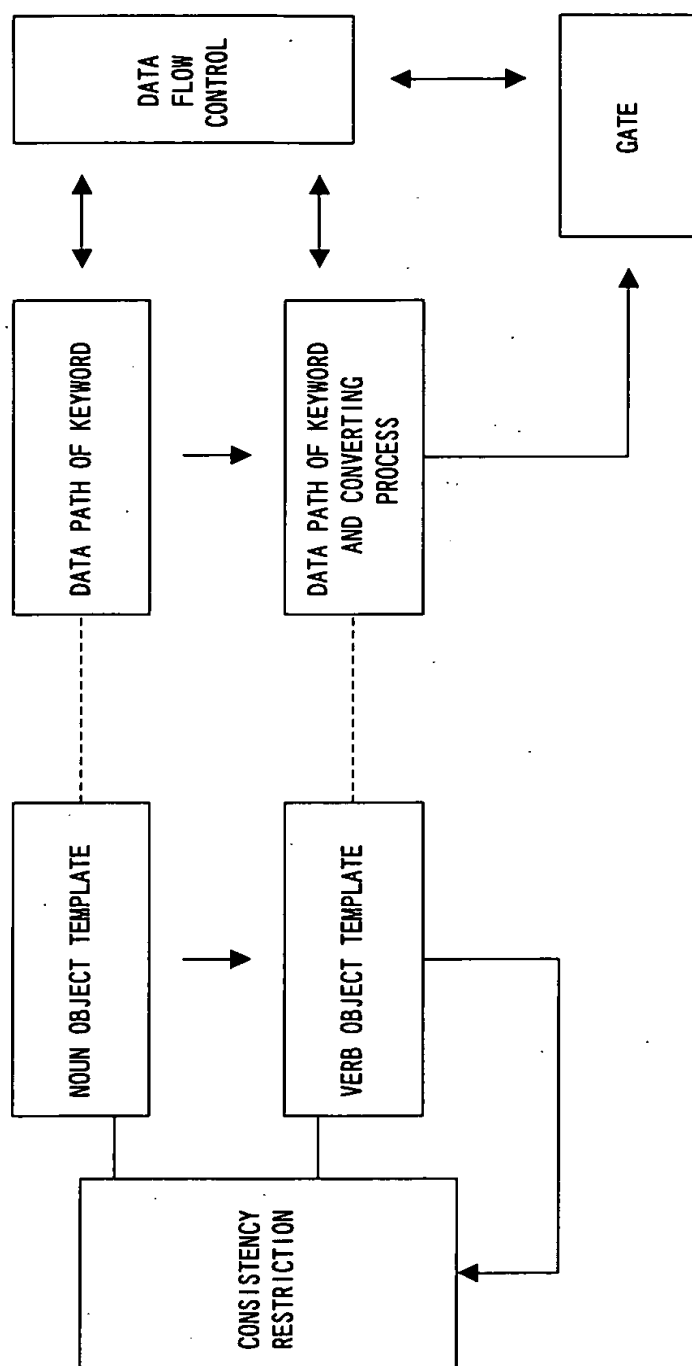 CONSISTENCY
RESTRICTION
NOUN OBJECT TEMPLATE
DATA PATH OF KEYWORD
DATA
FLOW
CONTROL
VERB OBJECT TEMPLATE
DATA PATH OF KEYWORD
AND CONVERTING
PROCESS
GATE